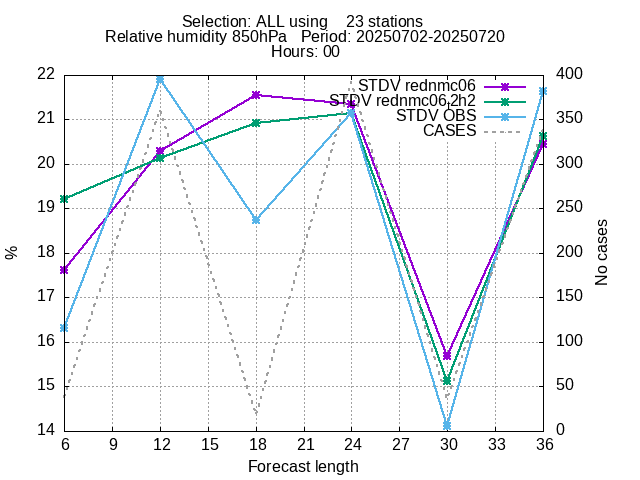 Selection: ALL using    23 stations
Relative humidity 850hPa   Period: 20250702-20250720
Hours: 00
STDV rednmc06
STDV rednmc06_2h2
STDV OBS
CASES
22
21
20
19
18
17
16
15
14
400
350
300
250
200
150
100
50
0
%
No cases
6 9 12 15 18 21 24 27 30 33 36
Forecast length